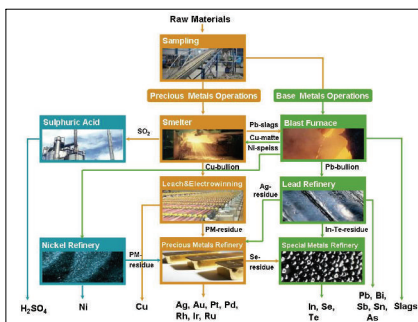 Raw Materials
Sampling
Precious Metals Operations
Base Metals Operations
Sulphuric Acid
SO2
Smelter
Pb-slags
Cu-matte
Ni-speiss
Blast Furnace
Cu-bullion
Pb-bullion
Leech&Electrowinning
Ag-
residue
Lead Refinery
PM-residue
In-Te-residue
Nickel Refinery
PM-
residue
Precious Metals Refinery
Se-
residue
Special Metals Refinery
H2SO4
Ni
Cu
Ag, Au, Pt, Pd,
Rh, Ir, Ru
In, Se,
Te
Pb, Bi,
Sb, Sn,
As
Slags